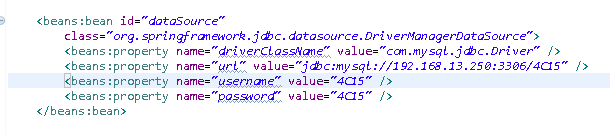 <beans:bean id="dataSource"
class="org.springframework.jdbc.datasource.DriverManagerDataSource">
<beans:property name="driverClassName" value="com.mysql.jdbc.Driver" />
<beans:property name="url" value="jdbc:mysql://192.168.13.250:3306/4C15" />
<beans:property name="username" value="4C15" />
<beans:property name="password" value="4C15" />
</beans:bean>